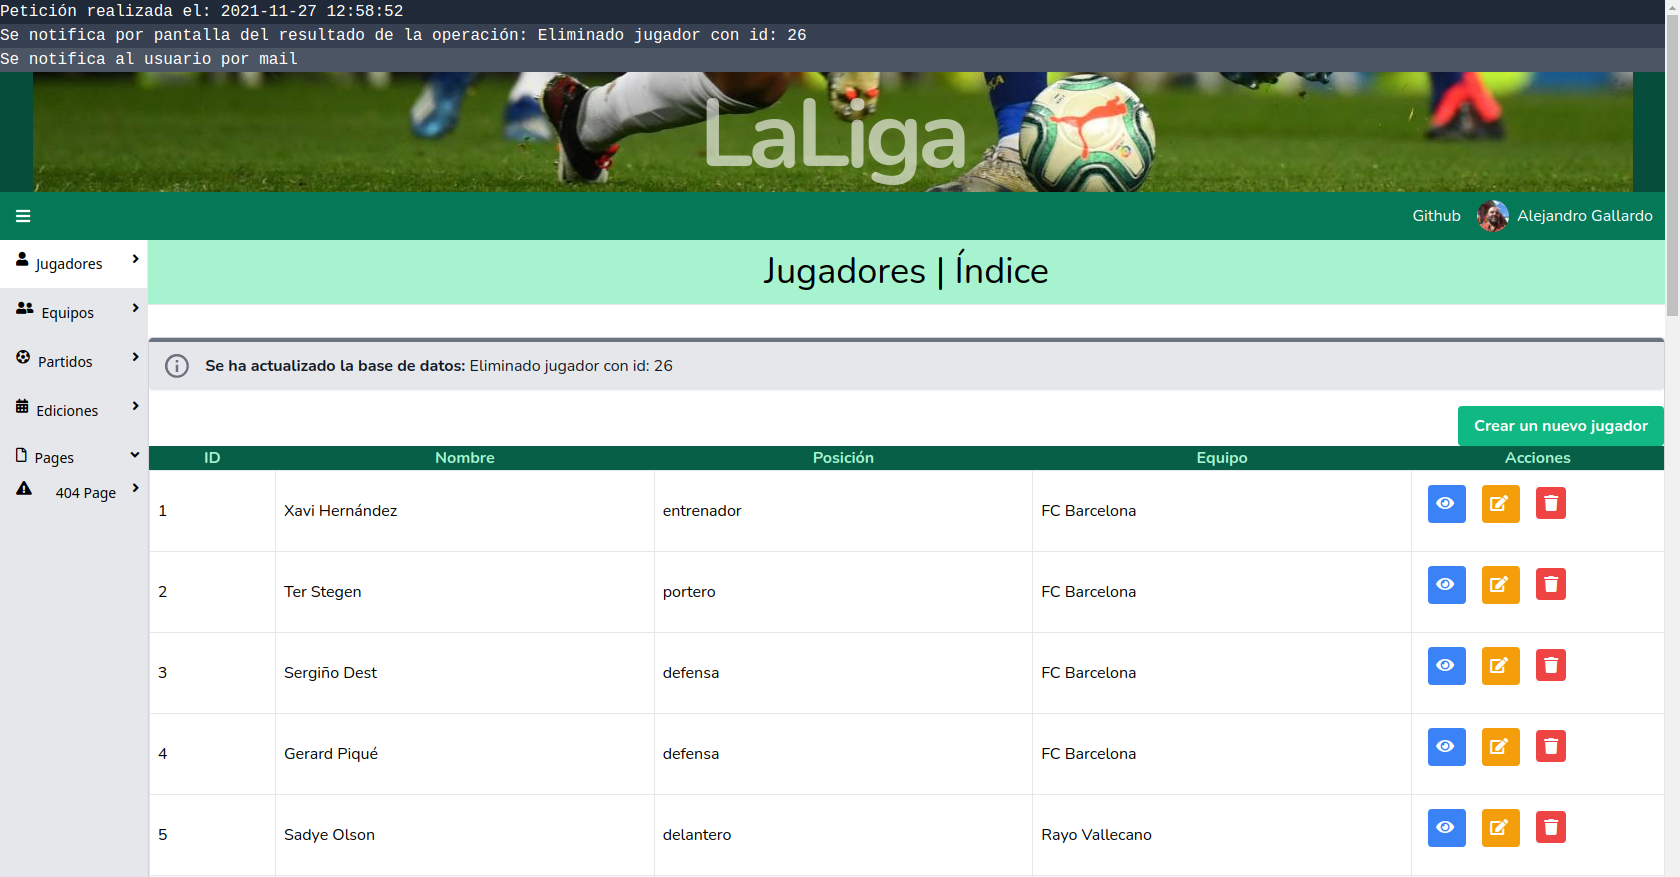 Petición realizada el: 2021-11-27 12:58:52
Se notifica por pantalla del resultado de la operación: Eliminado jugador con id: 26
Se notifica al usuario por mail
LaLiga
Github Alejandro Gallardo
Jugadores
Equipos
Partidos
Ediciones
Pages
404 Page
Jugadores | Índice
Se ha actualizado la base de datos: Eliminado jugador con id: 26
Crear un nuevo jugador
ID Nombre Posición Equipo Acciones
1 Xavi Hernández entrenador FC Barcelona
2 Ter Stegen portero FC Barcelona
3 Sergiño Dest defensa FC Barcelona
4 Gerard Piqué defensa FC Barcelona
5 Sadye Olson delantero Rayo Vallecano